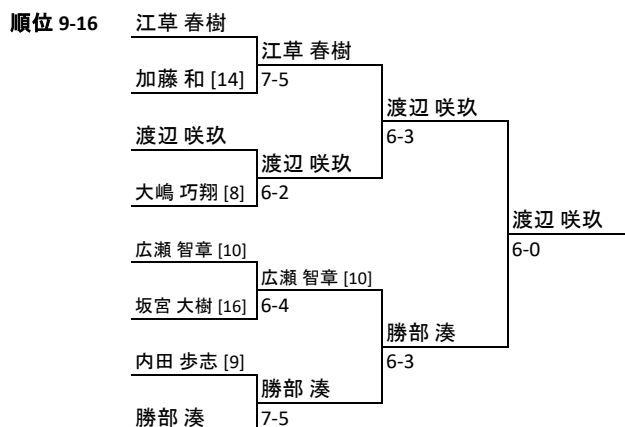 順位 9-16
江草 春樹
江草 春樹
加藤 和 [14]
7-5
渡辺 咲玖
渡辺 咲玖
6-3
渡辺 咲玖
大嶋 巧翔 [8]
6-2
渡辺 咲玖
6-0
広瀬 智章 [10]
広瀬 智章 [10]
坂宮 大樹 [16]
6-4
勝部 湊
6-3
内田 歩志 [9]
勝部 湊
勝部 湊
7-5